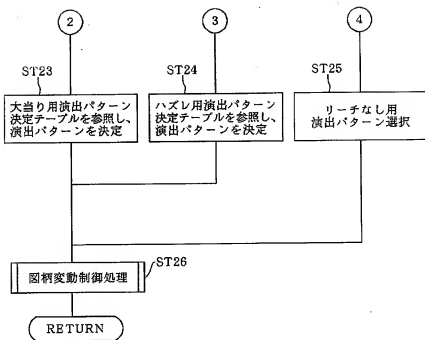 2
3
4
ST23
ST24
ST25
大当り用演出パターン
決定テーブルを参照し、
演出パターンを決定
ハズレ用演出パターン
決定テーブルを参照し、
演出パターンを決定
リーチなし用
演出パターン選択
ST26
図柄変動制御処理
RETURN